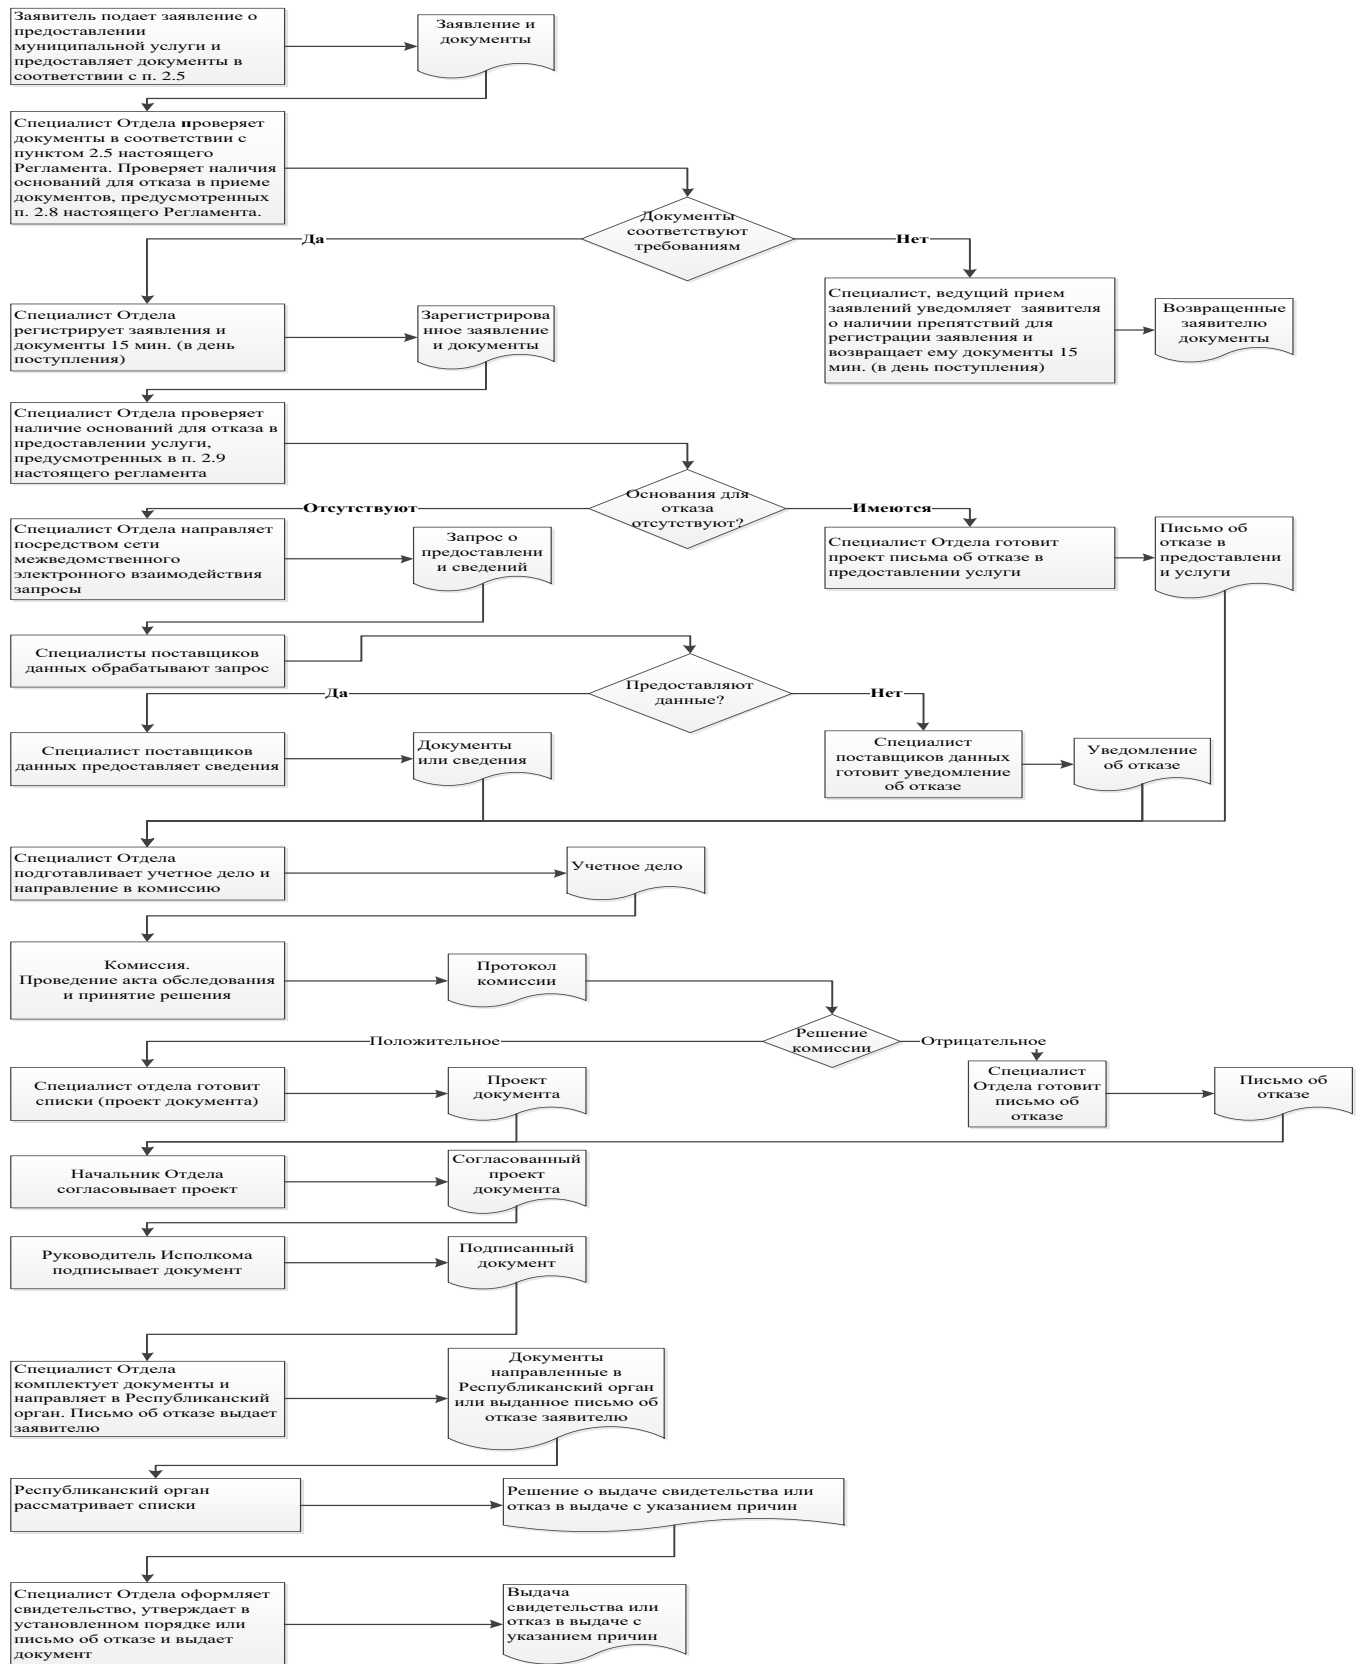 Заявитель подает заявление о
предоставлении
муниципальной услуги и
предоставляет документы в
соответствии с п. 2.5
Заявление и
документы
Специалист Отдела проверяет
документы в соответствии с
пунктом 2.5 настоящего
Регламента. Проверяет наличия
оснований для отказа в приеме
документов, предусмотренных
п. 2.8 настоящего Регламента.
Документы
соответствуют
требованиям
Да
Нет
Специалист Отдела
регистрирует заявления и
документы 15 мин. (в день
поступления)
Зарегистрирова
нное заявление
и документы
Специалист, ведущий прием
заявлений уведомляет заявителя
о наличии препятствий для
регистрации заявления и
возвращает ему документы 15
мин. (в день поступления)
Возвращенные
заявителю
документы
Специалист Отдела проверяет
наличие оснований для отказа в
предоставлении услуги,
предусмотренных в п. 2.9
настоящего регламента
Основания для
отказа
отсутствуют?
Отсутствуют
Имеются
Специалист Отдела направляет
посредством сети
межведомственного
электронного взаимодействия
запросы
Запрос о
предоставлени
и сведений
Специалист Отдела готовит
проект письма об отказе в
предоставлении услуги
Письмо об
отказе в
предоставлени
и услуги
Специалисты поставщиков
данных обрабатывают запрос
Предоставляют
данные?
Да
Нет
Специалист поставщиков
данных предоставляет сведения
Документы
или сведения
Специалист
поставщиков данных
готовит уведомление
об отказе
Уведомление
об отказе
Специалист Отдела
подготавливает учетное дело и
направление в комиссию
Учетное дело
Комиссия.
Проведение акта обследования
и принятие решения
Протокол
комиссии
Решение
комиссии
Положительное
Отрицательное
Специалист отдела готовит
списки (проект документа)
Проект
документа
Специалист
Отдела готовит
письмо об
отказе
Письмо об
отказе
Начальник Отдела
согласовывает проект
Согласованный
проект
документа
Руководитель Исполкома
подписывает документ
Подписанный
документ
Специалист Отдела
комплектует документы и
направляет в Республиканский
орган. Письмо об отказе выдает
заявителю
Документы
направленные в
Республиканский орган
или выданное письмо об
отказе заявителю
Республиканский орган
рассматривает списки
Решение о выдаче свидетельства или
отказ в выдаче с указанием причин
Специалист Отдела оформляет
свидетельство, утверждает в
установленном порядке или
письмо об отказе и выдает
документ
Выдача
свидетельства или
отказ в выдаче с
указанием причин